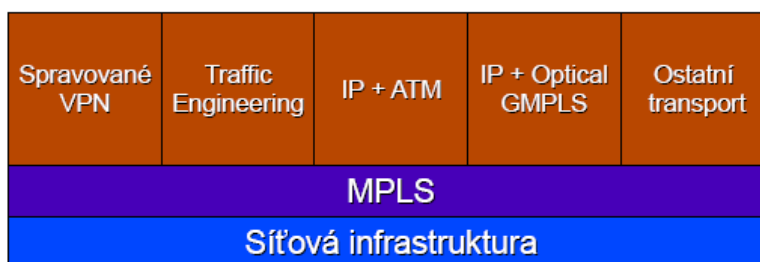 Spravované
VPN
Traffic
Engineering
IP + ATM
IP + Optical
GMPLS
Ostatní
transport
MPLS
Síťová infrastruktura